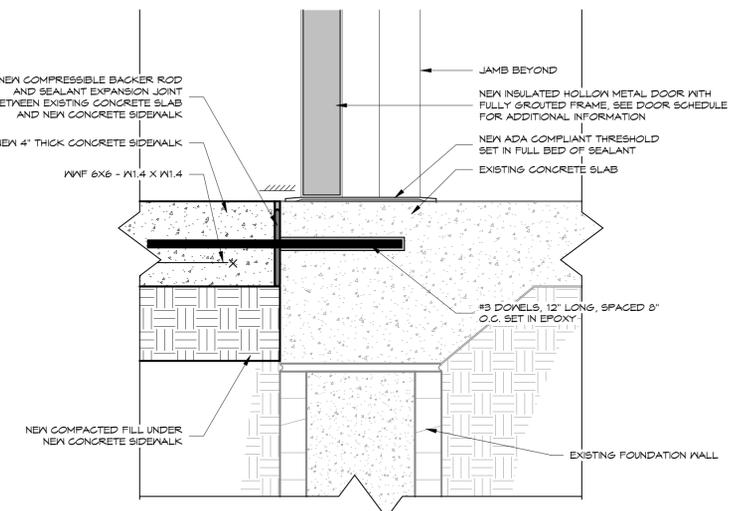 NEW COMPRESSIBLE BACKER ROD
AND SEALANT EXPANSION JOINT
ETWEEN EXISTING CONCRETE SLAB
AND NEW CONCRETE SIDEWALK
EW 4" THICK CONCRETE SIDEWALK
WWF 6X6 - W1.4 X W1.4
NEW COMPACTED FILL UNDER
NEW CONCRETE SIDEWALK
JAMB BEYOND
NEW INSULATED HOLLOW METAL DOOR WITH
FULLY GROUTED FRAME, SEE DOOR SCHEDULE
FOR ADDITIONAL INFORMATION
NEW ADA COMPLIANT THRESHOLD
SET IN FULL BED OF SEALANT
EXISTING CONCRETE SLAB
#3 DOWELS, 12" LONG, SPACED 8"
O.C. SET IN EPOXY
EXISTING FOUNDATION WALL